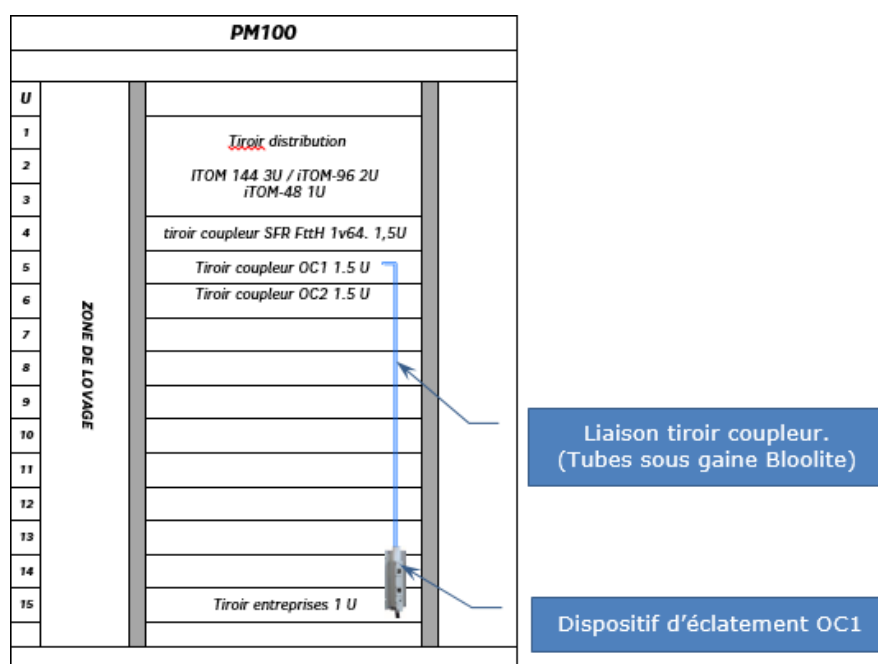 PM100
U
1
Tiroir distribution
2
ITOM 144 3U / iTOM-96 2U
iTOM-48 1U
3
4
tiroir coupleur SFR FttH 1v64. 1,5U
5
Tiroir coupleur OC1 1.5 U
6
Tiroir coupleur OC2 1.5 U
7
8
9
10
11
12
13
14
15
Tiroir entreprises 1 U
ZONE DE LOVAGE
Liaison tiroir coupleur.
(Tubes sous gaine Bloolite)
Dispositif d'éclatement OC1